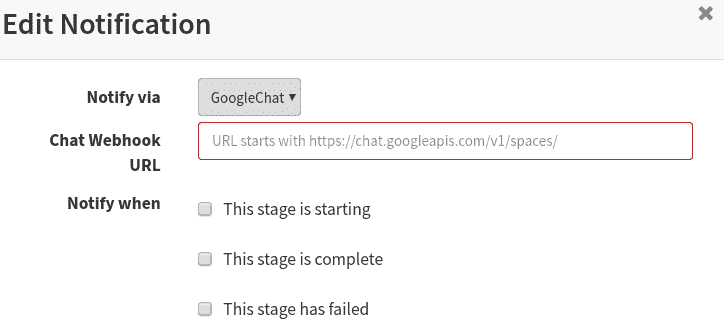 Edit Notification
Notify via GoogleChat
Chat Webhook URL starts with https://chat.googleapis.com/v1/spaces/
URL
Notify when This stage is starting
This stage is complete
This stage has failed